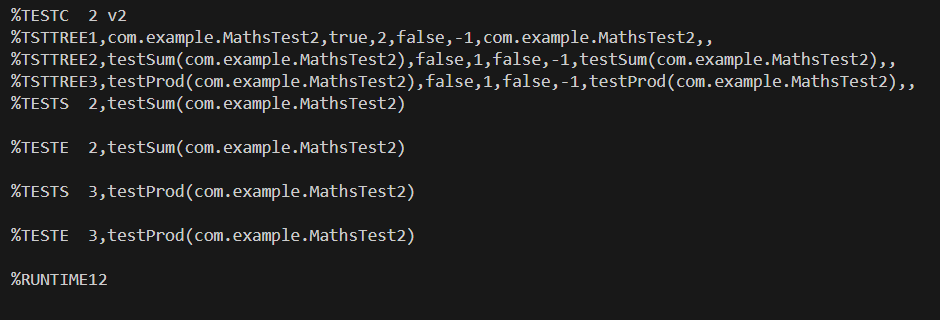 %TESTC  2 v2
%TSTTREE1,com.example.MathsTest2,true,2,false,-1,com.example.MathsTest2,,
%TSTTREE2,testSum(com.example.MathsTest2),false,1,false,-1,testSum(com.example.MathsTest2),,
%TSTTREE3,testProd(com.example.MathsTest2),false,1,false,-1,testProd(com.example.MathsTest2),,
%TESTS  2,testSum(com.example.MathsTest2)
%TESTE  2,testSum(com.example.MathsTest2)
%TESTS  3,testProd(com.example.MathsTest2)
%TESTE  3,testProd(com.example.MathsTest2)
%RUNTIME12